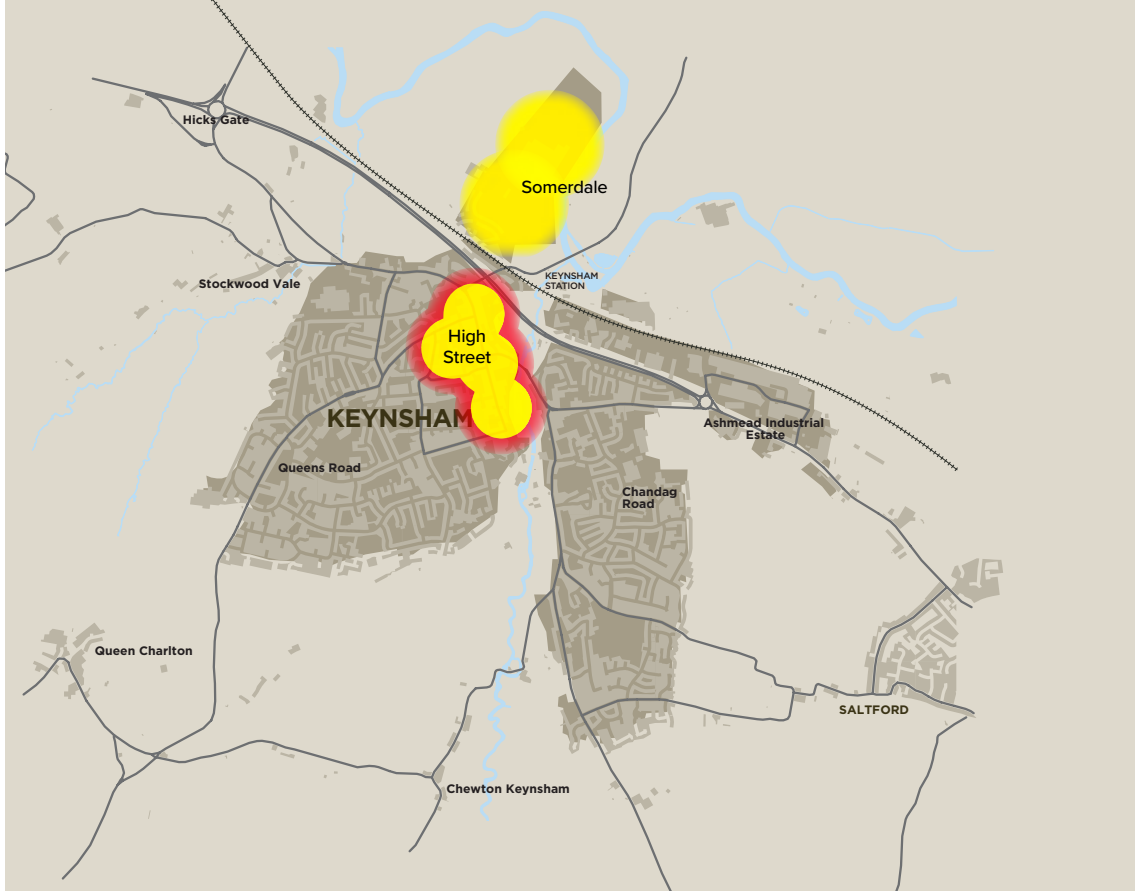 Hicks Gate
Somerdale
KEYNSHAM
STATION
Stockwood Vale
High
Street
KEYNSHAM
Ashmead Industrial
Estate
Queens Road
Chandag
Road
Queen Charlton
SALTFORD
Chewton Keynsham